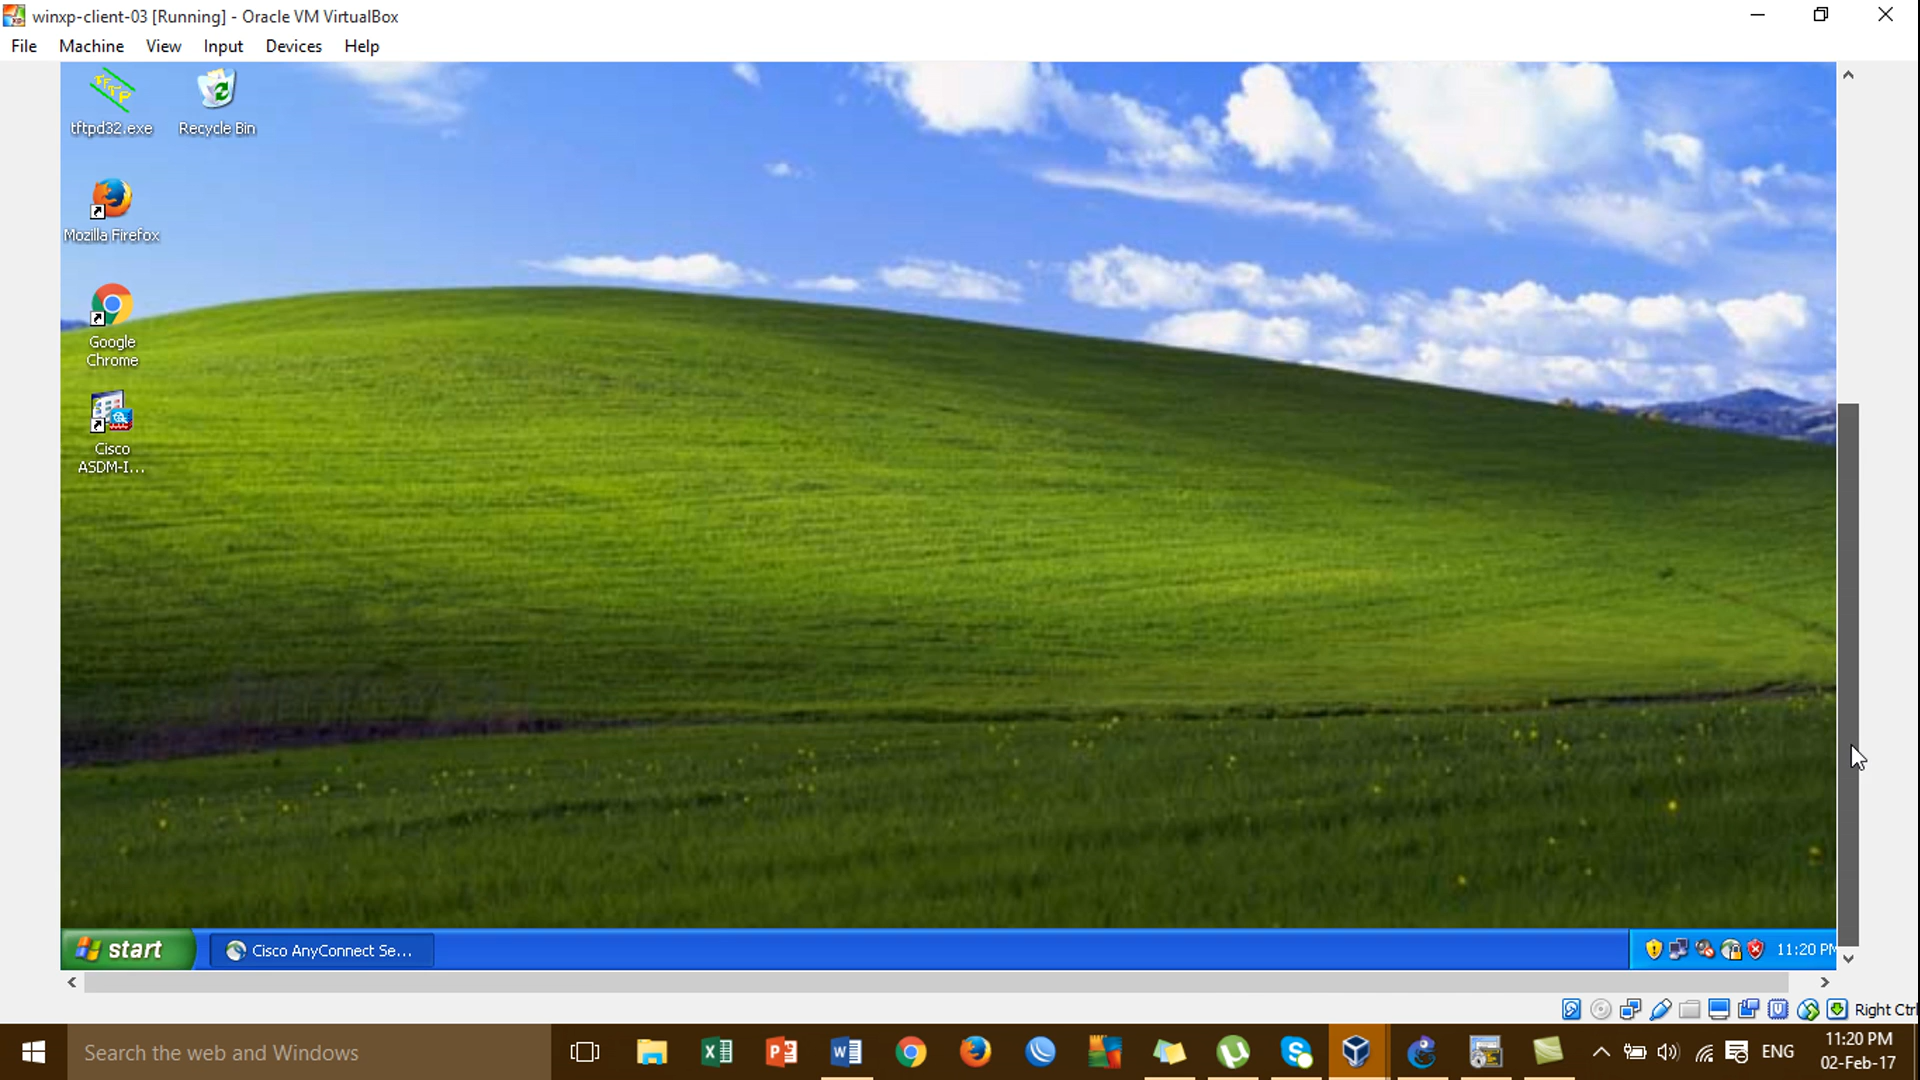 winxp-client-03 [Running] - Oracle VM VirtualBox
File Machine View Input Devices Help
tftpd32.exe Recycle Bin
Mozilla Firefox
Google
Chrome
Cisco
ASDM-I...
start Cisco AnyConnect Se... 11:20 PM
Right Ctrl
Search the web and Windows
ENG
11:20 PM
02-Feb-17